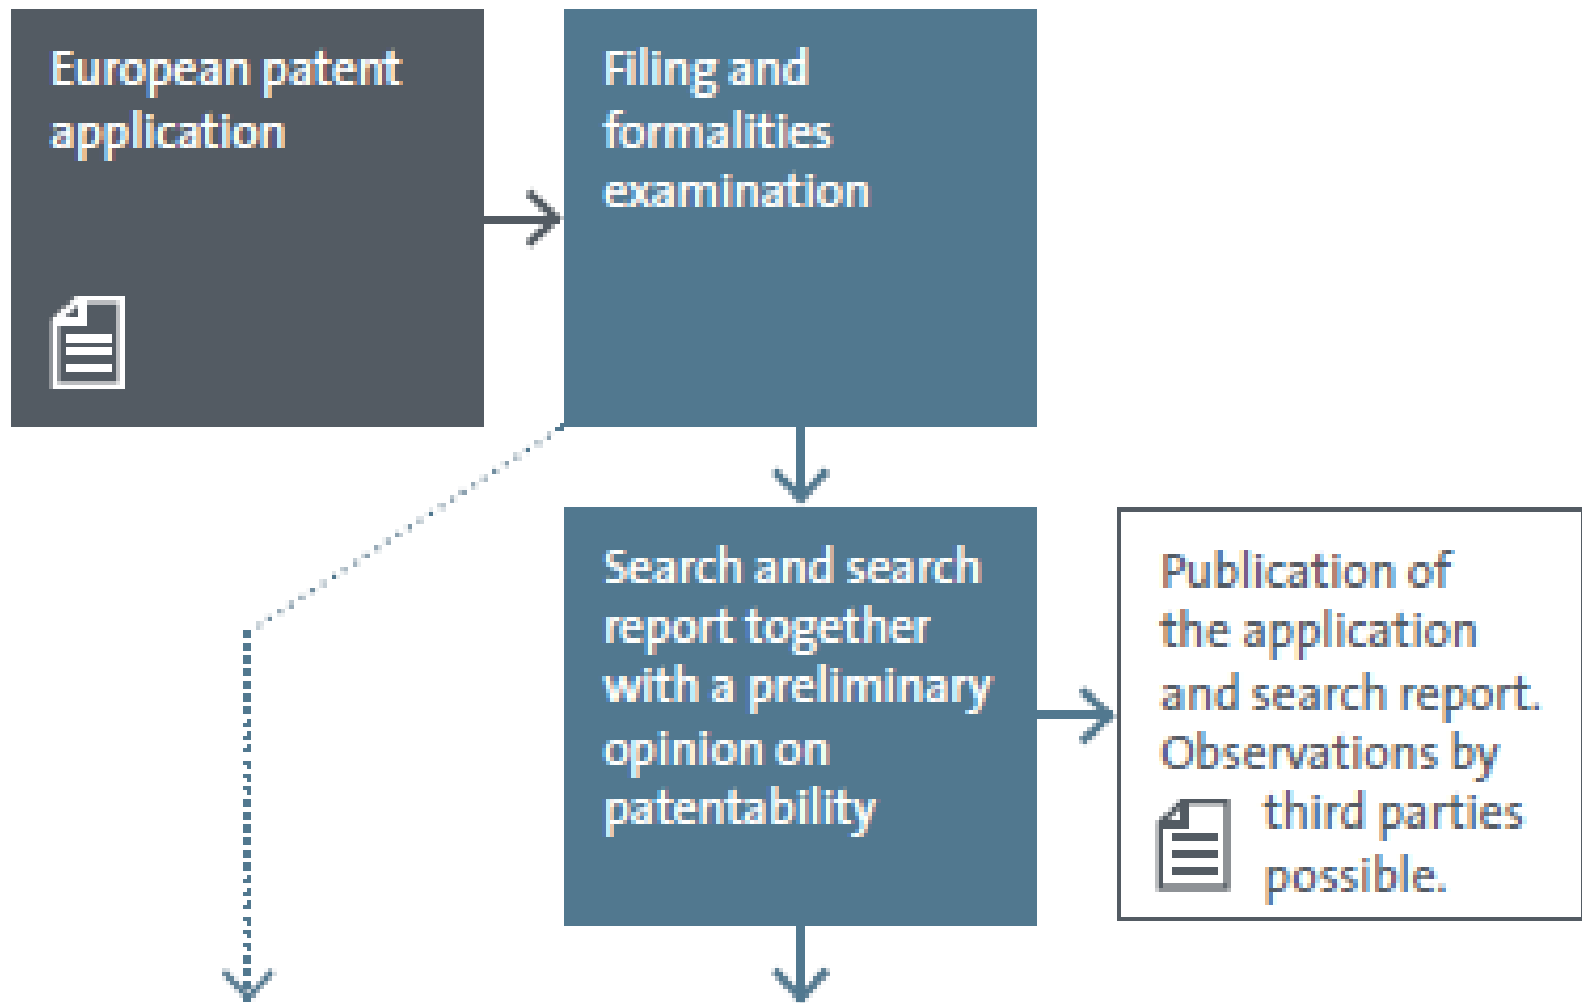 European patent
application
Filing and
formalities
examination
Search and search
report together
with a preliminary
opinion on
patentability
Publication of
the application
and search report.
Observations by
third parties
possible.